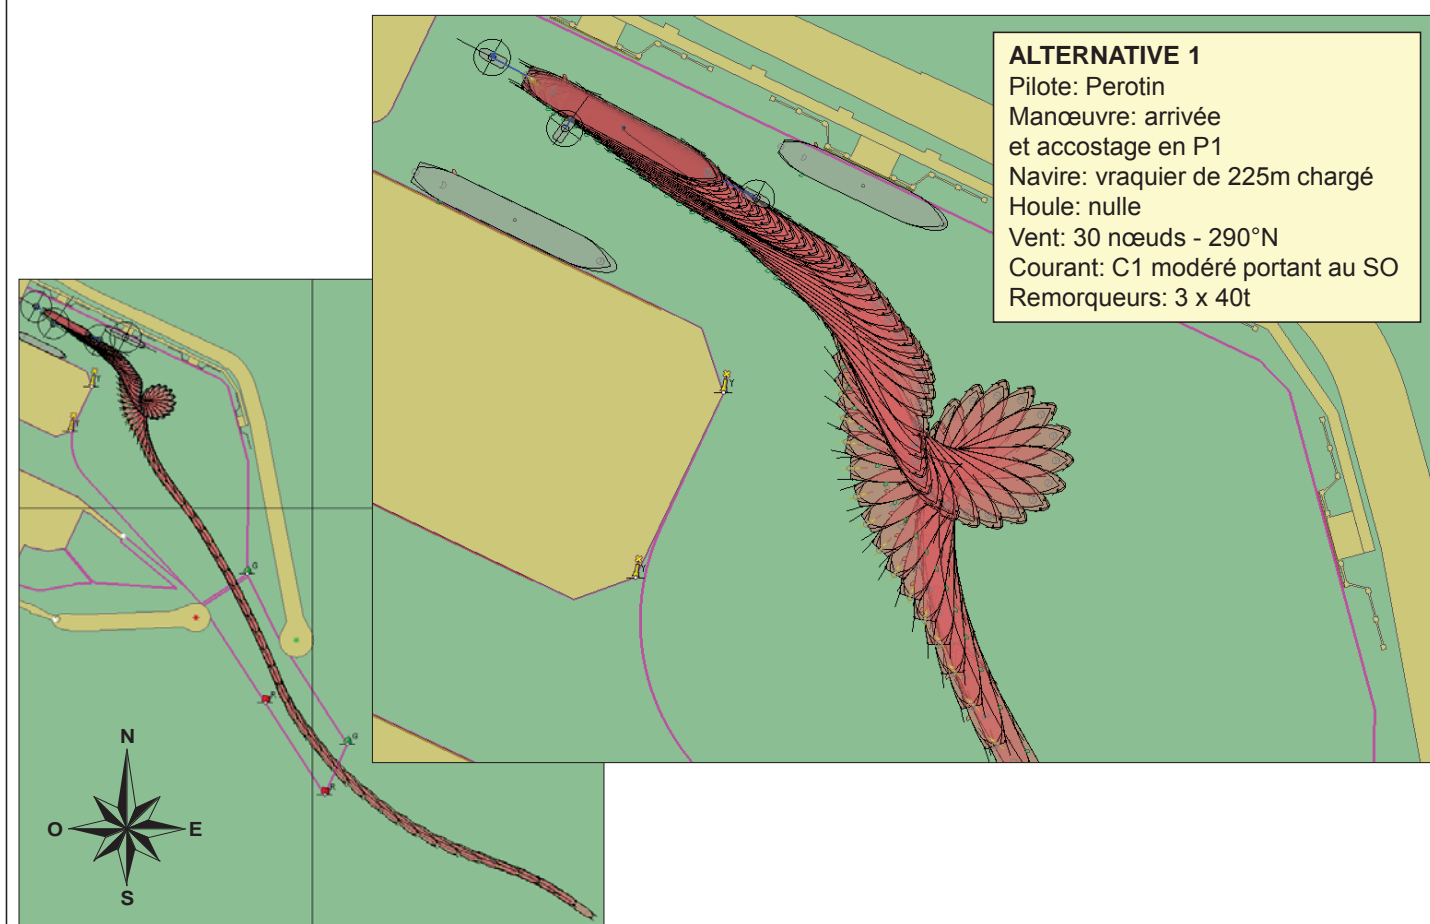 ALTERNATIVE 1
Pilote: Perotin
Manœuvre: arrivée
et accostage en P1
Navire: vraquier de 225m chargé
Houle: nulle
Vent: 30 nœuds - 290°N
Courant: C1 modéré portant au SO
Remorqueurs: 3 x 40t
Y
Y
Y
G
R
G
R
N
O
E
S